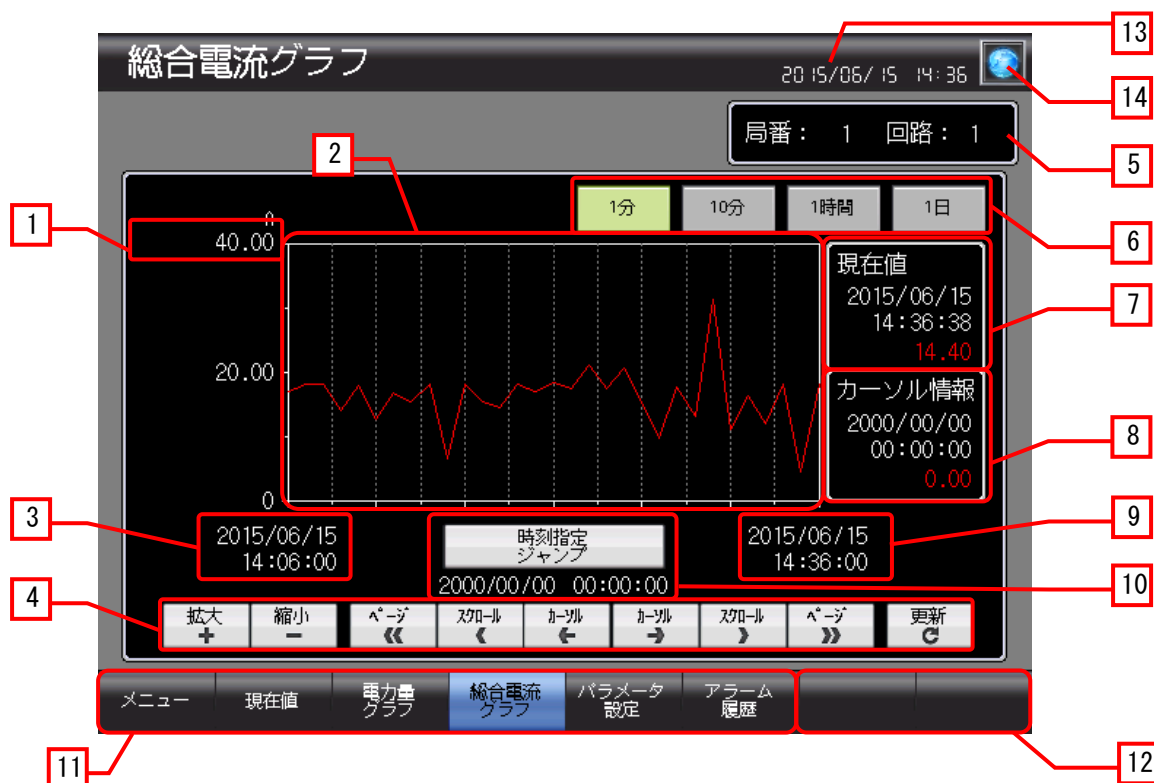 13
総合電流グラフ
2015/06/15 14:36
14
局番： 1 回路： 1
5
2
1分 10分 1時間 1日
6
1
A
40.00
20.00
0
現在値
2015/06/15
14:36:38
14.40
7
カーソル情報
2000/00/00
00:00:00
0.00
8
3
2015/06/15
14:06:00
時刻指定
ジャンプ
2000/00/00 00:00:00
2015/06/15
14:36:00
9
10
4
拡大 縮小 ﾍﾟｰｼﾞ ｽｸﾛｰﾙ ｶｰｿﾙ ｶｰｿﾙ ｽｸﾛｰﾙ ﾍﾟｰｼﾞ 更新
メニュー
現在値
電力量
グラフ
総合電流
グラフ
パラメータ
設定
アラーム
履歴
11
12